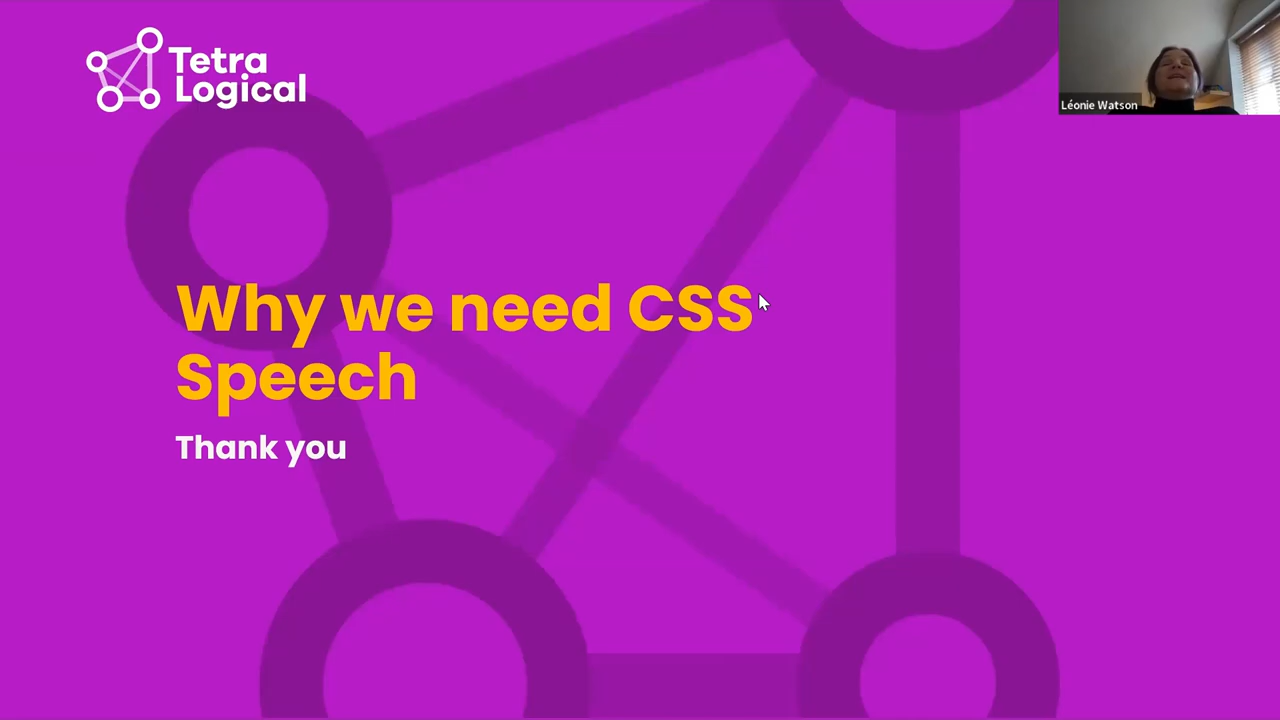 Tetra
Logical
Léonie Watson
Why we need CSS
Speech
Thank you